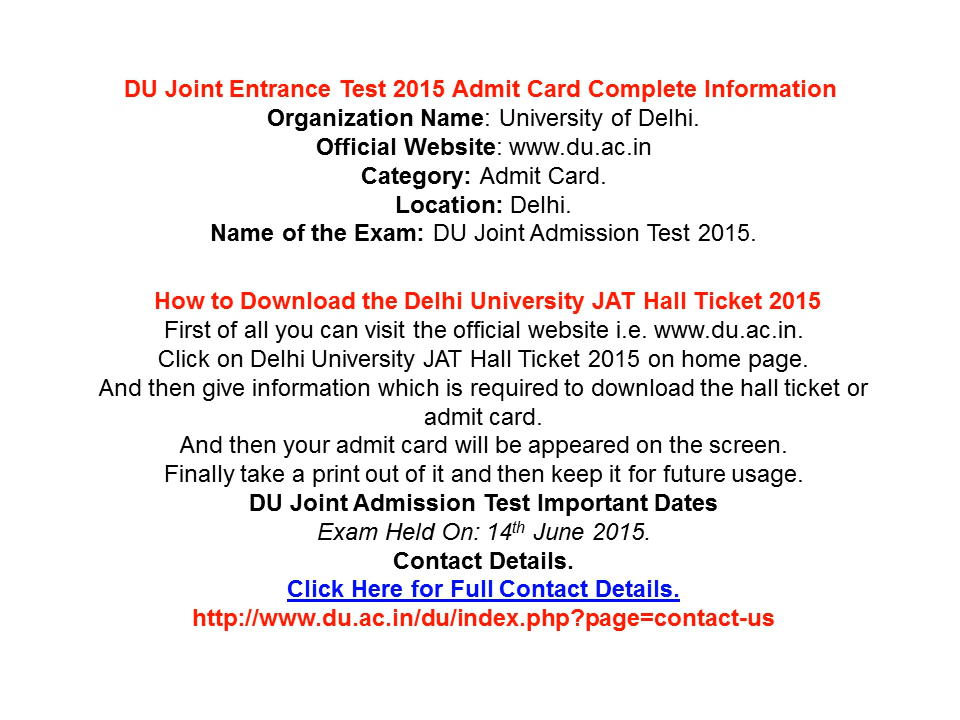 DU Joint Entrance Test 2015 Admit Card Complete Information
Organization Name: University of Delhi.
Official Website: www.du.ac.in
Category: Admit Card.
Location: Delhi.
Name of the Exam: DU Joint Admission Test 2015.
How to Download the Delhi University JAT Hall Ticket 2015
First of all you can visit the official website i.e. www.du.ac.in.
Click on Delhi University JAT Hall Ticket 2015 on home page.
And then give information which is required to download the hall ticket or
admit card.
And then your admit card will be appeared on the screen.
Finally take a print out of it and then keep it for future usage.
DU Joint Admission Test Important Dates
Exam Held On: 14th June 2015.
Contact Details.
Click Here for Full Contact Details.
http://www.du.ac.in/du/index.php?page=contact-us